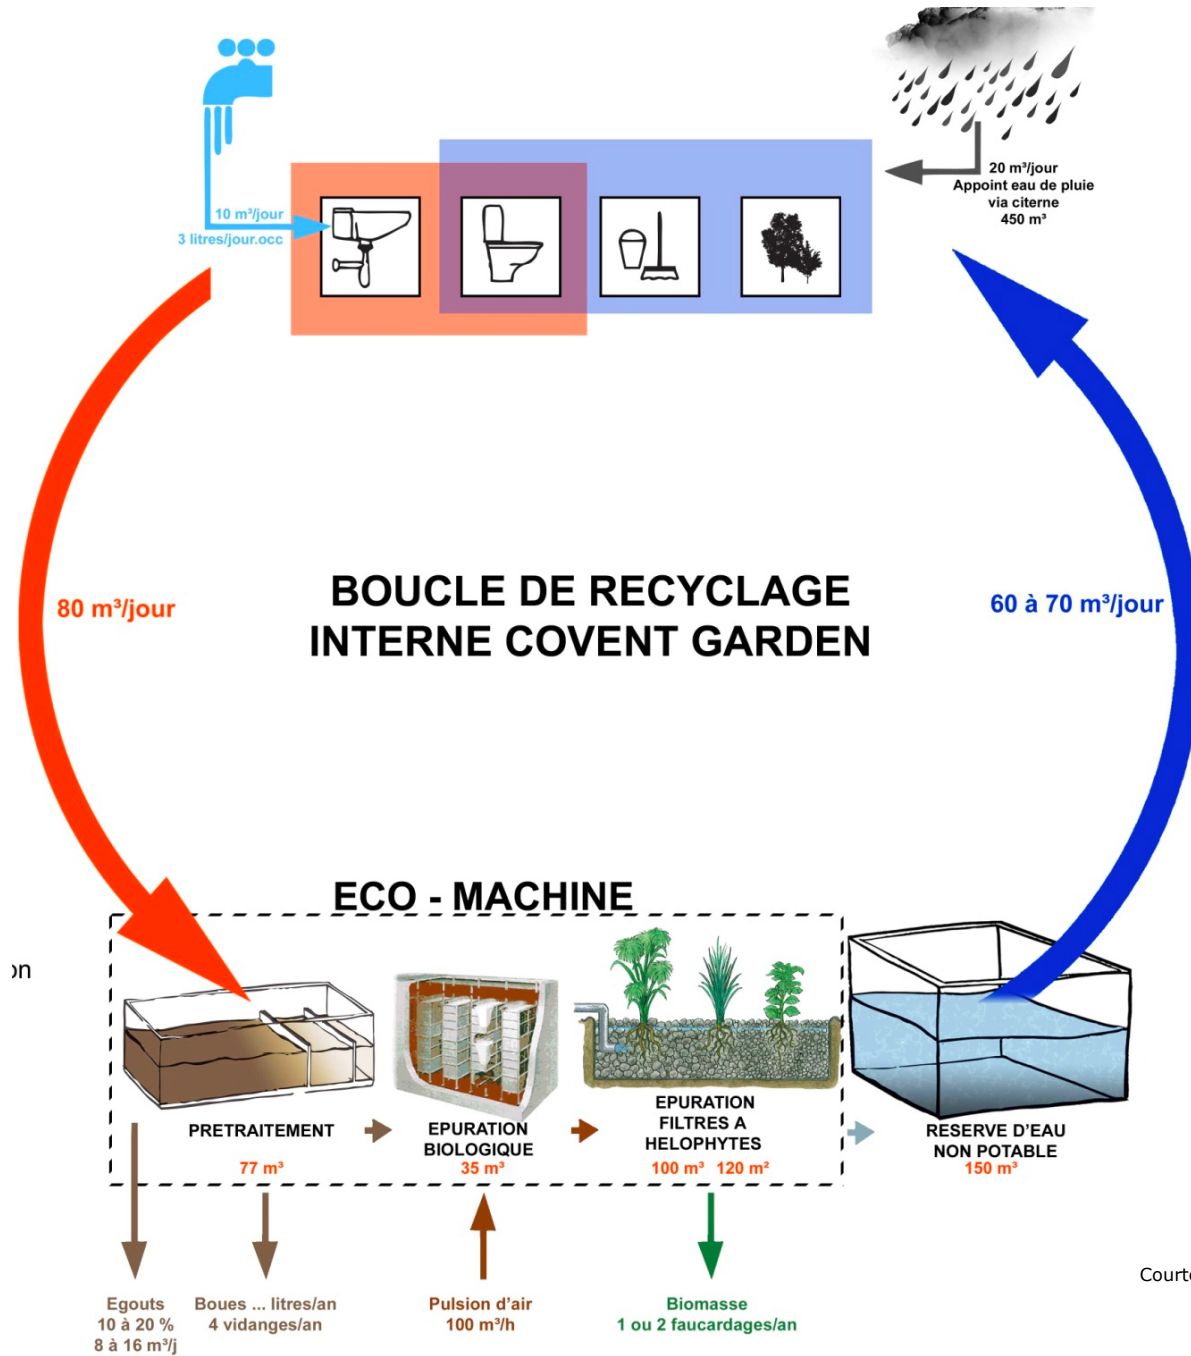 10 m³/jour
3 litres/jour.occ
20 m³/jour
Appoint eau de pluie
via citerne
450 m³
80 m³/jour
BOUCLE DE RECYCLAGE
INTERNE COVENT GARDEN
60 à 70 m³/jour
ECO - MACHINE
PRETRAITEMENT
77 m³
EPURATION
BIOLOGIQUE
35 m³
EPURATION
FILTRES A
HELOPHYTES
100 m³ 120 m²
RESERVE D'EAU
NON POTABLE
150 m³
Egouts
10 à 20 %
8 à 16 m³/j
Boues ... litres/an
4 vidanges/an
Pulsion d'air
100 m³/h
Biomasse
1 ou 2 faucardages/an